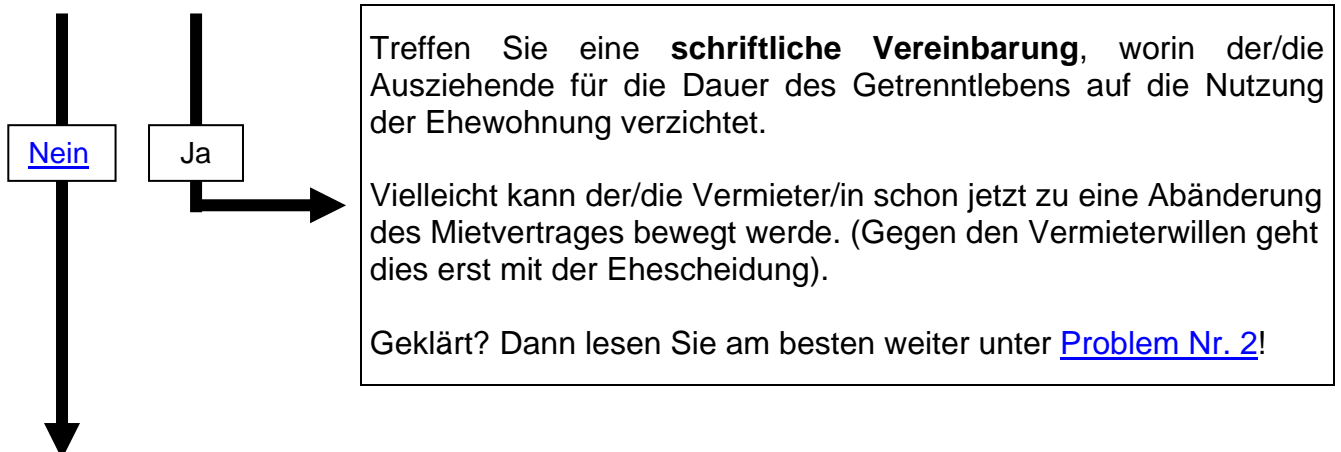 Treffen Sie eine schriftliche Vereinbarung, worin der/die
Ausziehende für die Dauer des Getrenntlebens auf die Nutzung
der Ehewohnung verzichtet.
Nein
Ja
Vielleicht kann der/die Vermieter/in schon jetzt zu eine Abänderung
des Mietvertrages bewegt werde. (Gegen den Vermieterwillen geht
dies erst mit der Ehescheidung).
Geklärt? Dann lesen Sie am besten weiter unter Problem Nr. 2!